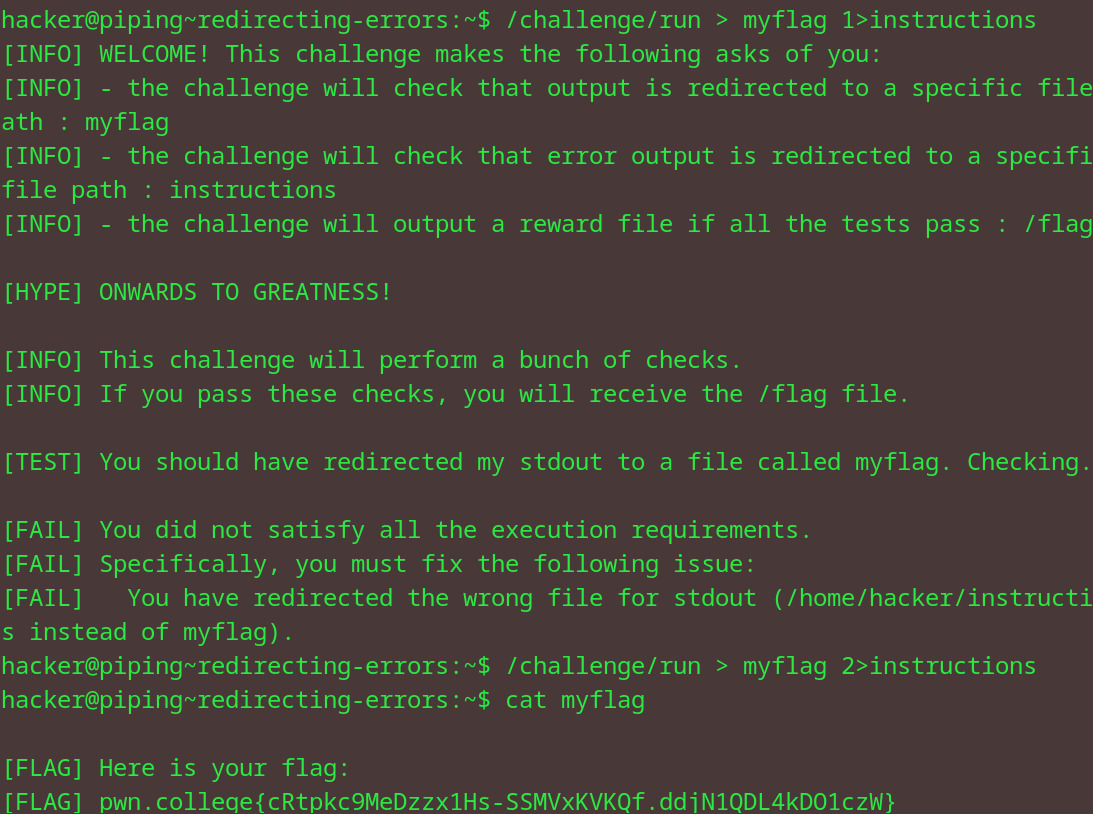 hacker@piping~redirecting-errors:~$ /challenge/run > myflag 1>instructions
[INFO] WELCOME! This challenge makes the following asks of you:
[INFO] - the challenge will check that output is redirected to a specific file
ath : myflag
[INFO] - the challenge will check that error output is redirected to a specifi
file path : instructions
[INFO] - the challenge will output a reward file if all the tests pass : /flag
[HYPE] ONWARDS TO GREATNESS!
[INFO] This challenge will perform a bunch of checks.
[INFO] If you pass these checks, you will receive the /flag file.
[TEST] You should have redirected my stdout to a file called myflag. Checking.
[FAIL] You did not satisfy all the execution requirements.
[FAIL] Specifically, you must fix the following issue:
[FAIL]   You have redirected the wrong file for stdout (/home/hacker/instructi
s instead of myflag).
hacker@piping~redirecting-errors:~$ /challenge/run > myflag 2>instructions
hacker@piping~redirecting-errors:~$ cat myflag
[FLAG] Here is your flag:
[FLAG] pwn.college{cRtpkc9MeDzzx1Hs-SSMVxKVKQf.ddjN1QDL4kDO1czW}